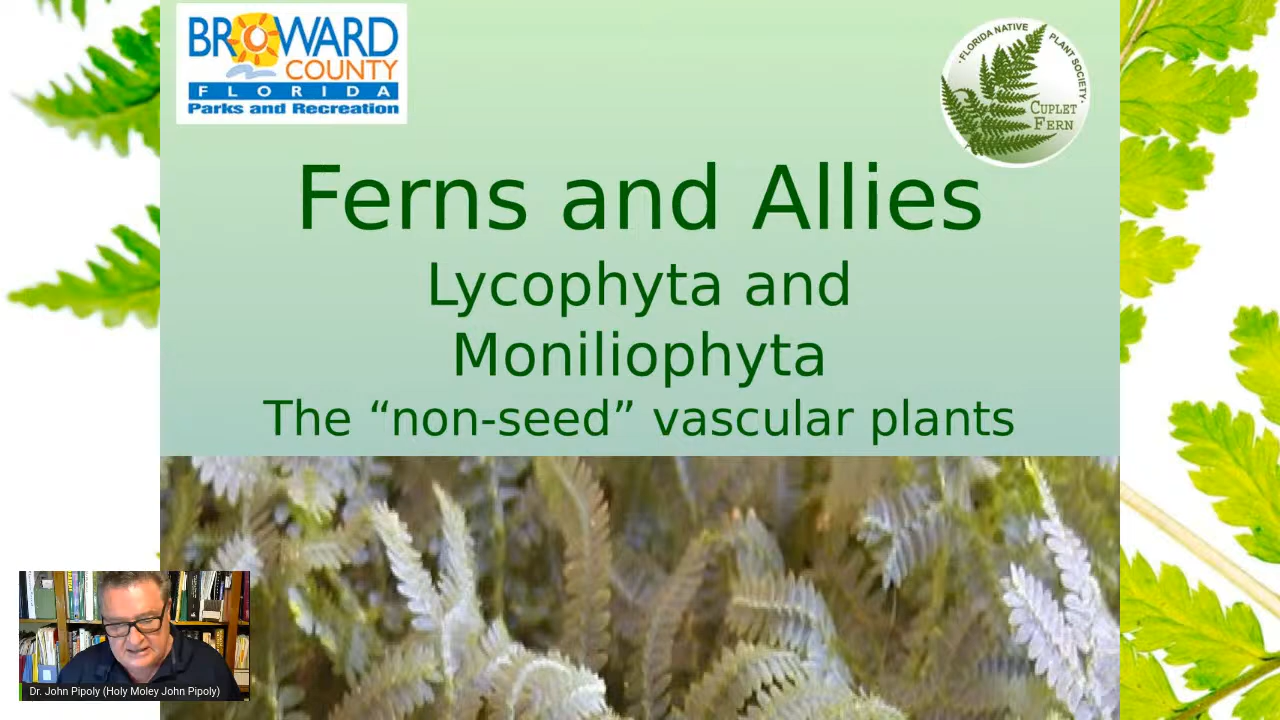 BROWARD
COUNTY
FLORIDA
Parks and Recreation
·FLORIDA NATIVE PLANT SOCIETY·
CUPLET
FERN
Ferns and Allies
Lycophyta and
Moniliophyta
The “non-seed” vascular plants
Dr. John Pipoly (Holy Moley John Pipoly)